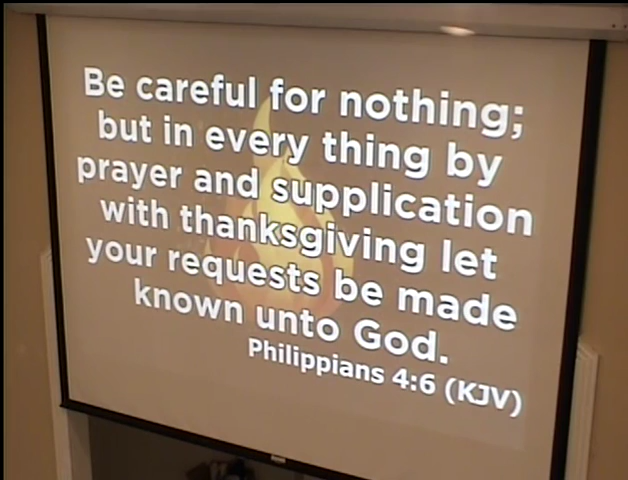 Be careful for nothing;
but in every thing by
prayer and supplication
with thanksgiving let
your requests be made
known unto God.
Philippians 4:6 (KJV)